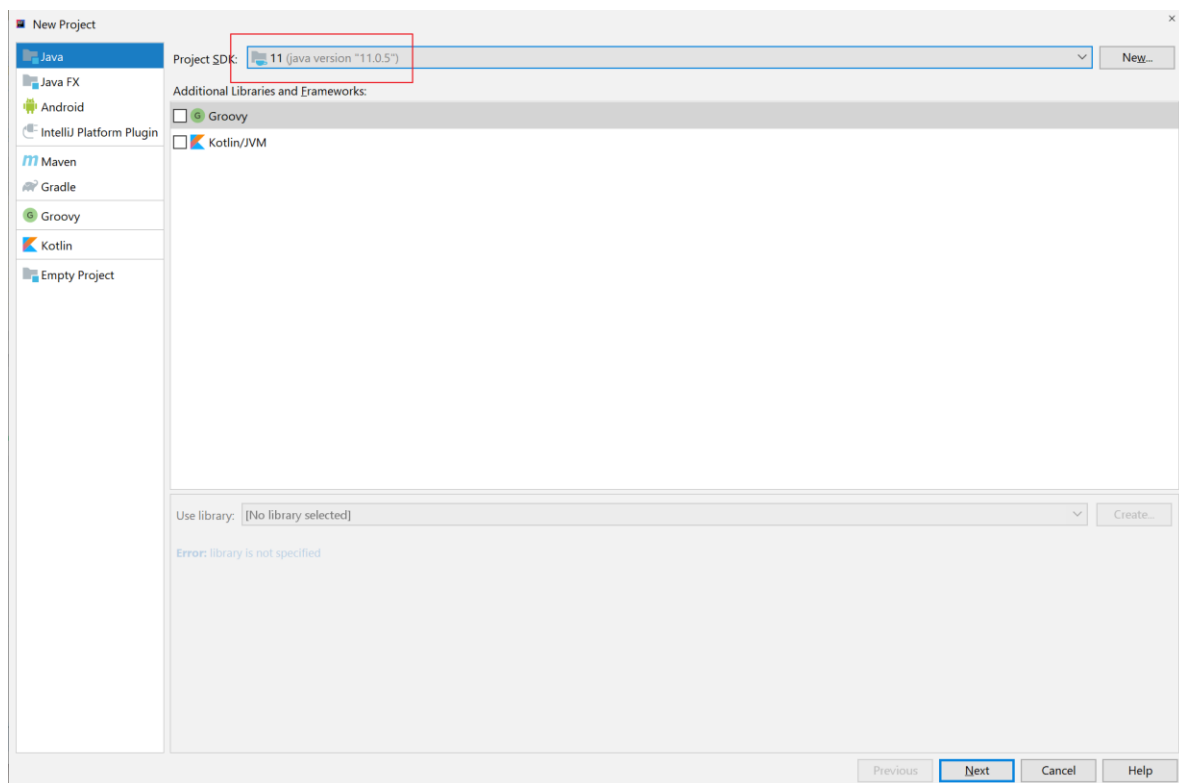 New Project
Java
Java FX
Android
IntelliJ Platform Plugin
Maven
Gradle
Groovy
Kotlin
Empty Project
Project SDK: 11 (java version "11.0.5") New...
Additional Libraries and Frameworks:
Groovy
Kotlin/JVM
Use library: [No library selected] Create...
Error: library is not specified
Previous Next Cancel Help